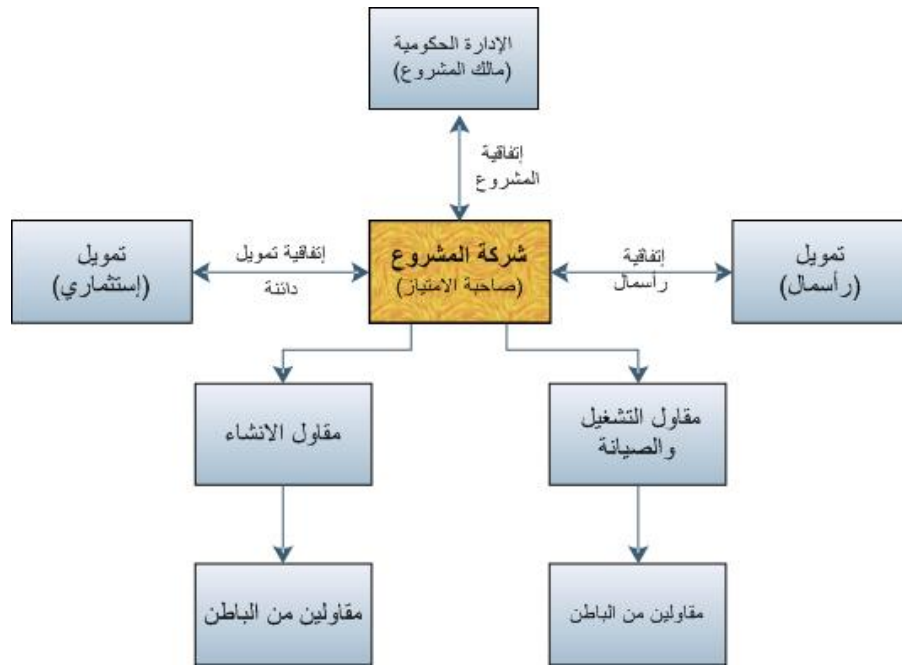 الإدارة الحكومية
(مالك المشروع)
إتفاقية
المشروع
تمويل
(رأسمال)
إتفاقية
رأسمال
شركة المشروع
(صاحبة الامتياز)
إتفاقية تمويل
دائنة
تمويل
(إستثماري)
مقاول التشغيل
والصيانة
مقاول الانشاء
مقاولين من الباطن
مقاولين من الباطن